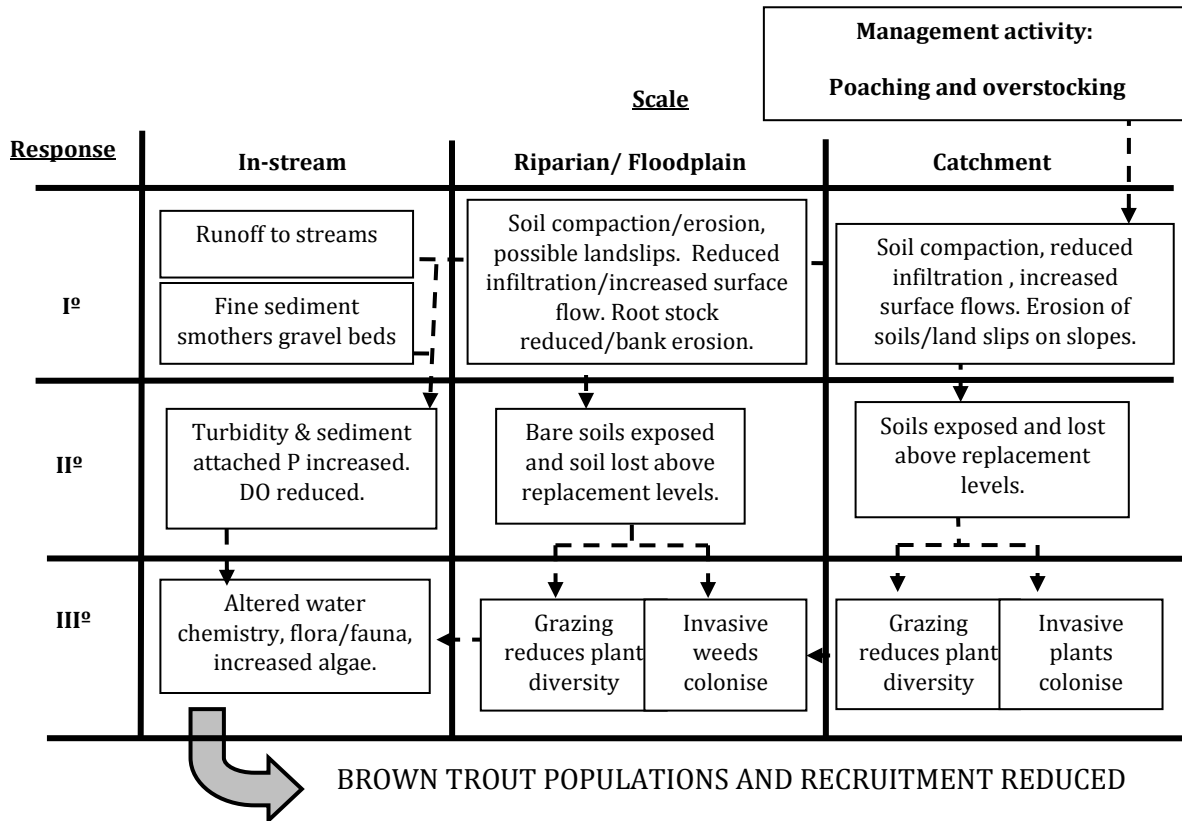 Management activity:
Poaching and overstocking
Scale
Response
In-stream
Riparian/ Floodplain
Catchment
Iº
Runoff to streams
Fine sediment
smothers gravel beds
Soil compaction/erosion,
possible landslips.  Reduced
infiltration/increased surface
flow. Root stock
reduced/bank erosion.
Soil compaction, reduced
infiltration , increased
surface flows. Erosion of
soils/land slips on slopes.
IIº
Turbidity & sediment
attached P increased.
DO reduced.
Bare soils exposed
and soil lost above
replacement levels.
Soils exposed and lost
above replacement
levels.
IIIº
Altered water
chemistry, flora/fauna,
increased algae.
Grazing
reduces plant
diversity
Invasive
weeds
colonise
Grazing
reduces plant
diversity
Invasive
plants
colonise
BROWN TROUT POPULATIONS AND RECRUITMENT REDUCED